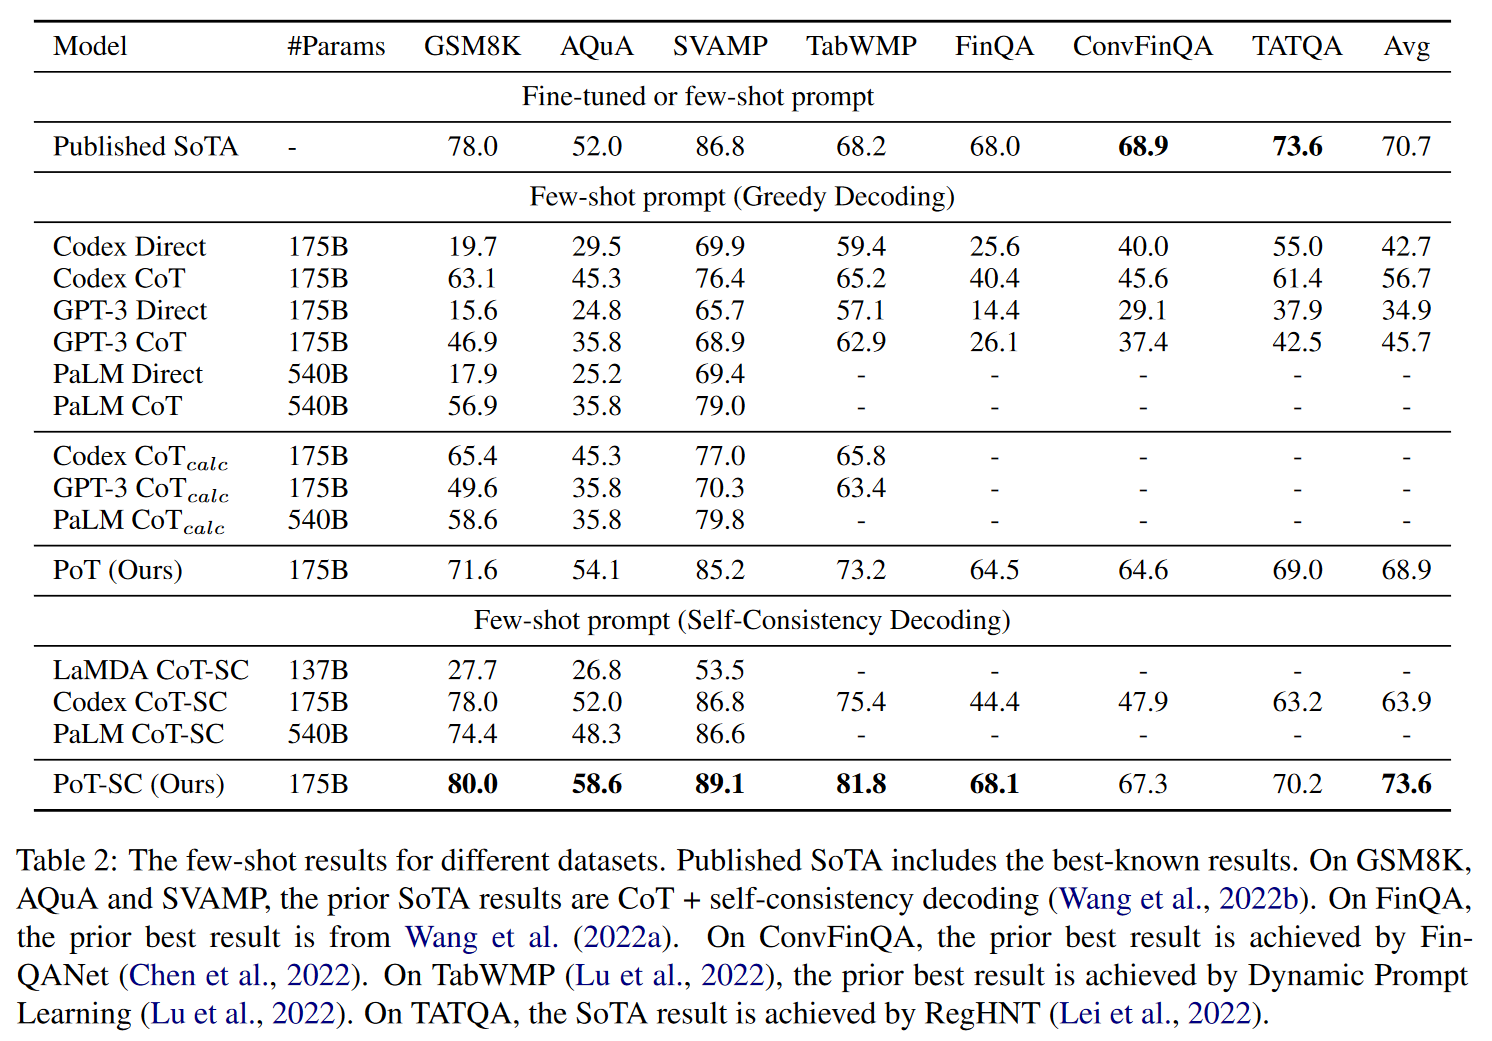 Model #Params GSM8K AQuA SVAMP TabWMP FinQA ConvFinQA TATQA Avg
Fine-tuned or few-shot prompt
Published SoTA - 78.0 52.0 86.8 68.2 68.0 68.9 73.6 70.7
Few-shot prompt (Greedy Decoding)
Codex Direct 175B 19.7 29.5 69.9 59.4 25.6 40.0 55.0 42.7
Codex CoT 175B 63.1 45.3 76.4 65.2 40.4 45.6 61.4 56.7
GPT-3 Direct 175B 15.6 24.8 65.7 57.1 14.4 29.1 37.9 34.9
GPT-3 CoT 175B 46.9 35.8 68.9 62.9 26.1 37.4 42.5 45.7
PaLM Direct 540B 17.9 25.2 69.4 - - - - -
PaLM CoT 540B 56.9 35.8 79.0 - - - - -
Codex CoTcalc 175B 65.4 45.3 77.0 65.8 - - - -
GPT-3 CoTcalc 175B 49.6 35.8 70.3 63.4 - - - -
PaLM CoTcalc 540B 58.6 35.8 79.8 - - - - -
PoT (Ours) 175B 71.6 54.1 85.2 73.2 64.5 64.6 69.0 68.9
Few-shot prompt (Self-Consistency Decoding)
LaMDA CoT-SC 137B 27.7 26.8 53.5 - - - - -
Codex CoT-SC 175B 78.0 52.0 86.8 75.4 44.4 47.9 63.2 63.9
PaLM CoT-SC 540B 74.4 48.3 86.6 - - - - -
PoT-SC (Ours) 175B 80.0 58.6 89.1 81.8 68.1 67.3 70.2 73.6
Table 2: The few-shot results for different datasets. Published SoTA includes the best-known results. On GSM8K,
AQuA and SVAMP, the prior SoTA results are CoT + self-consistency decoding (Wang et al., 2022b). On FinQA,
the prior best result is from Wang et al. (2022a). On ConvFinQA, the prior best result is achieved by Fin-
QANet (Chen et al., 2022). On TabWMP (Lu et al., 2022), the prior best result is achieved by Dynamic Prompt
Learning (Lu et al., 2022). On TATQA, the SoTA result is achieved by RegHNT (Lei et al., 2022).